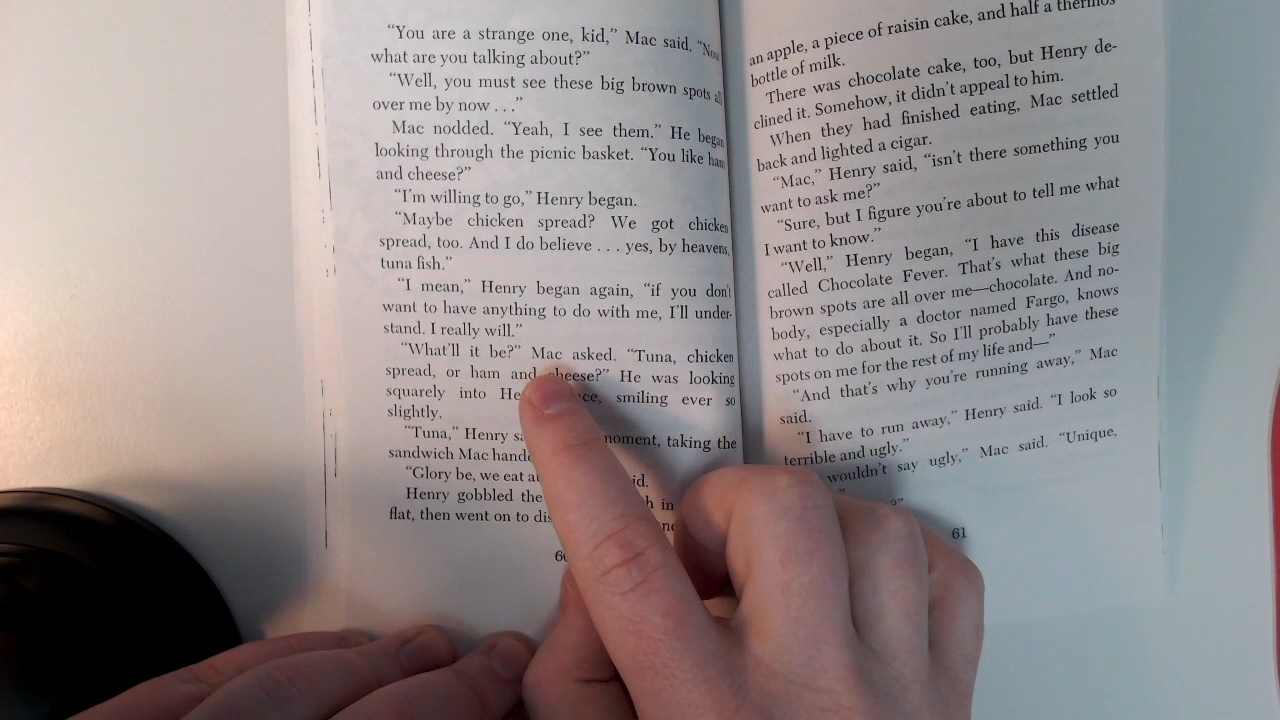 “You are a strange one, kid,” Mac said. “Now
what are you talking about?”
“Well, you must see these big brown spots all
over me by now . . .”
Mac nodded. “Yeah, I see them.” He began
looking through the picnic basket. “You like ham
and cheese?”
“I’m willing to go,” Henry began.
“Maybe chicken spread? We got chicken
spread, too. And I do believe . . . yes, by heavens,
tuna fish.”
“I mean,” Henry began again, “if you don’t
want to have anything to do with me, I’ll under-
stand. I really will.”
“What’ll it be?” Mac asked. “Tuna, chicken
spread, or ham and cheese?” He was looking
squarely into smiling ever so
slightly.
“Tuna,” Henry moment, taking the
sandwich Mac
“Glory be, we eat
Henry gobbled the in
flat, then went on to
an apple, a piece of raisin cake, and half a thermos
bottle of milk.
There was chocolate cake, too, but Henry de-
clined it. Somehow, it didn’t appeal to him.
When they had finished eating, Mac settled
back and lighted a cigar.
“Mac,” Henry said, “isn’t there something you
want to ask me?”
“Sure, but I figure you’re about to tell me what
I want to know.”
“Well,” Henry began, “I have this disease
called Chocolate Fever. That’s what these big
brown spots are all over me—chocolate. And no-
body, especially a doctor named Fargo, knows
what to do about it. So I’ll probably have these
spots on me for the rest of my life and—”
“And that’s why you’re running away,” Mac
said.
“I have to run away,” Henry said. “I look so
terrible and ugly.”
wouldn’t say ugly,” Mac said. “Unique,
61